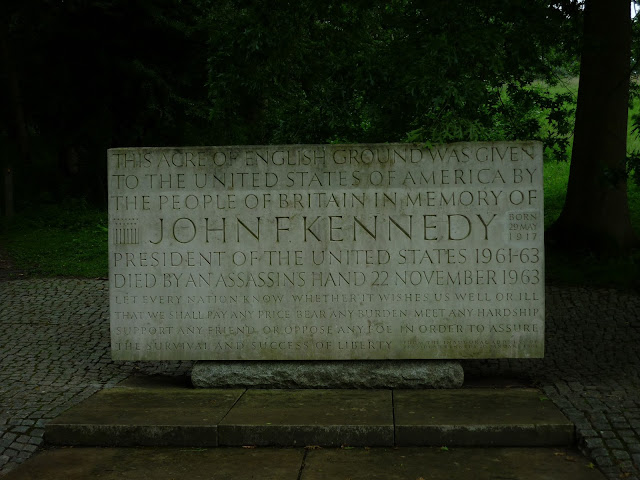 THIS ACRE OF ENGLISH GROUND WAS GIVEN
TO THE UNITED STATES OF AMERICA BY
THE PEOPLE OF BRITAIN IN MEMORY OF
JOHN F KENNEDY
BORN
29 MAY
1917
PRESIDENT OF THE UNITED STATES 1961-63
DIED BY AN ASSASSINS HAND 22 NOVEMBER 1963
LET EVERY NATION KNOW WHETHER IT WISHES US WELL OR ILL
THAT WE SHALL PAY ANY PRICE BEAR ANY BURDEN MEET ANY HARDSHIP
SUPPORT ANY FRIEND OR OPPOSE ANY FOE IN ORDER TO ASSURE
THE SURVIVAL AND SUCCESS OF LIBERTY